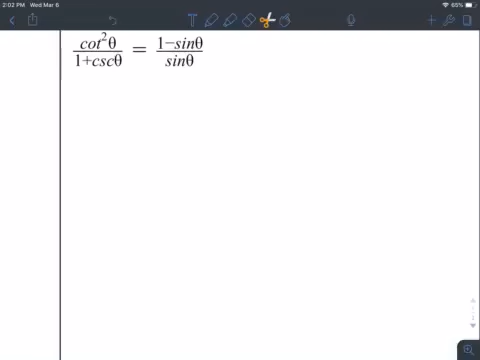 2:02 PM Wed Mar 6 65%
cot²θ/1+cscθ = 1−sinθ/sinθ